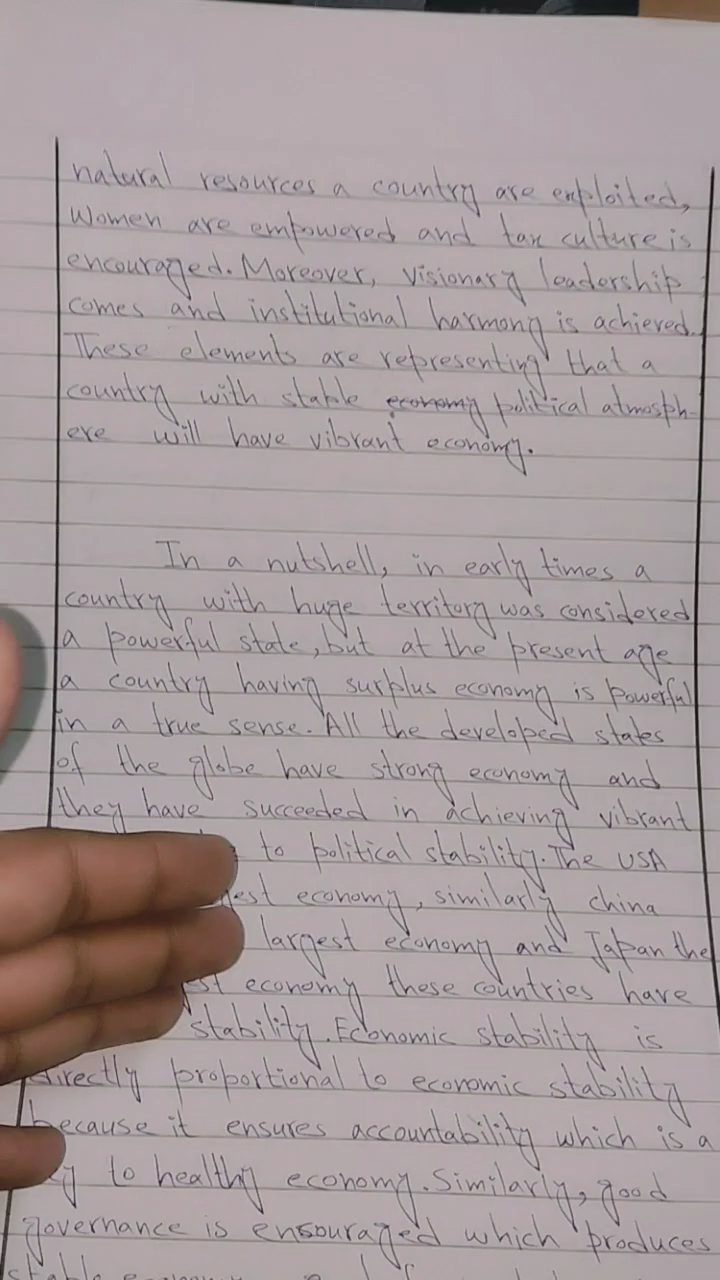 natural resources a country are exploited,
Women are empowered and tax culture is
encouraged. Moreover, visionary leadership
comes and institutional harmony is achieved.
These elements are representing that a
country with stable economy political atmosph-
ere will have vibrant economy.
In a nutshell, in early times a
country with huge territory was considered
a powerful state, but at the present age
a country having surplus economy is powerful
in a true sense. All the developed states
of the globe have strong economy and
they have succeeded in achieving vibrant
to political stability. The USA
economy, similarly china
largest economy and Japan the
economy these countries have
stability. Economic stability is
directly proportional to economic stability
because it ensures accountability which is a
to healthy economy. Similarly, good
governance is encouraged which produces